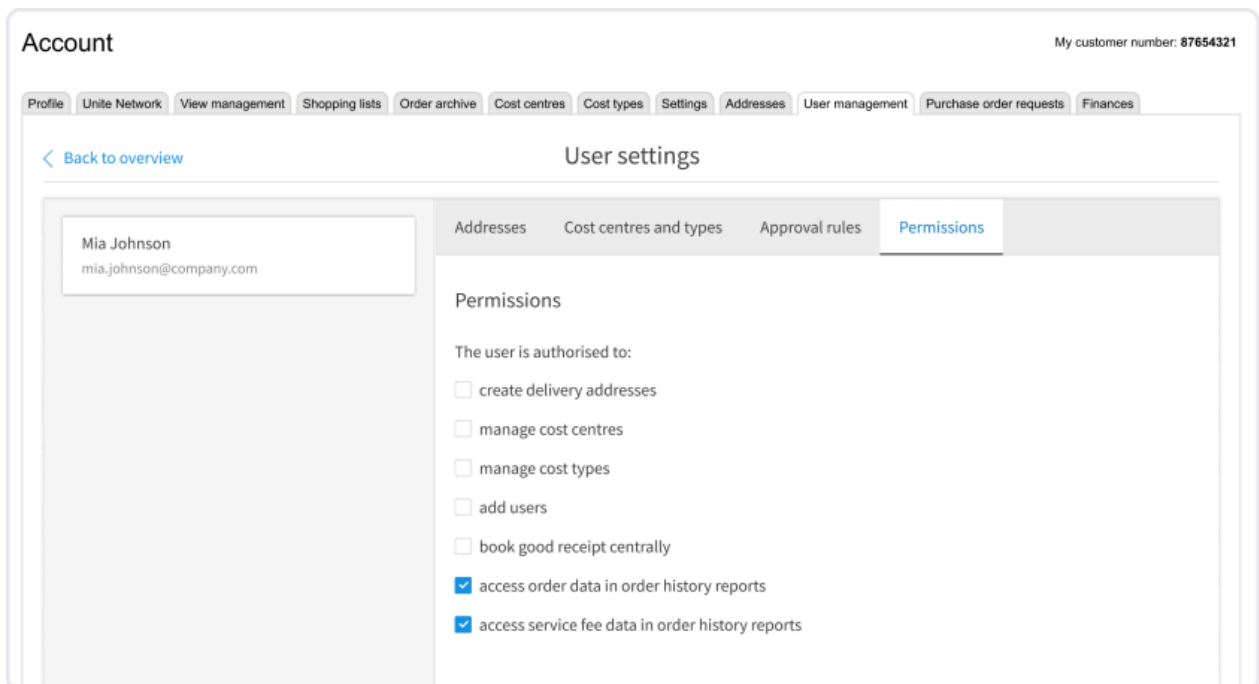 Account
My customer number: 87654321
Profile Unite Network View management Shopping lists Order archive Cost centres Cost types Settings Addresses User management Purchase order requests Finances
Back to overview
User settings
Mia Johnson
mia.johnson@company.com
Addresses Cost centres and types Approval rules Permissions
Permissions
The user is authorised to:
create delivery addresses
manage cost centres
manage cost types
add users
book good receipt centrally
access order data in order history reports
access service fee data in order history reports